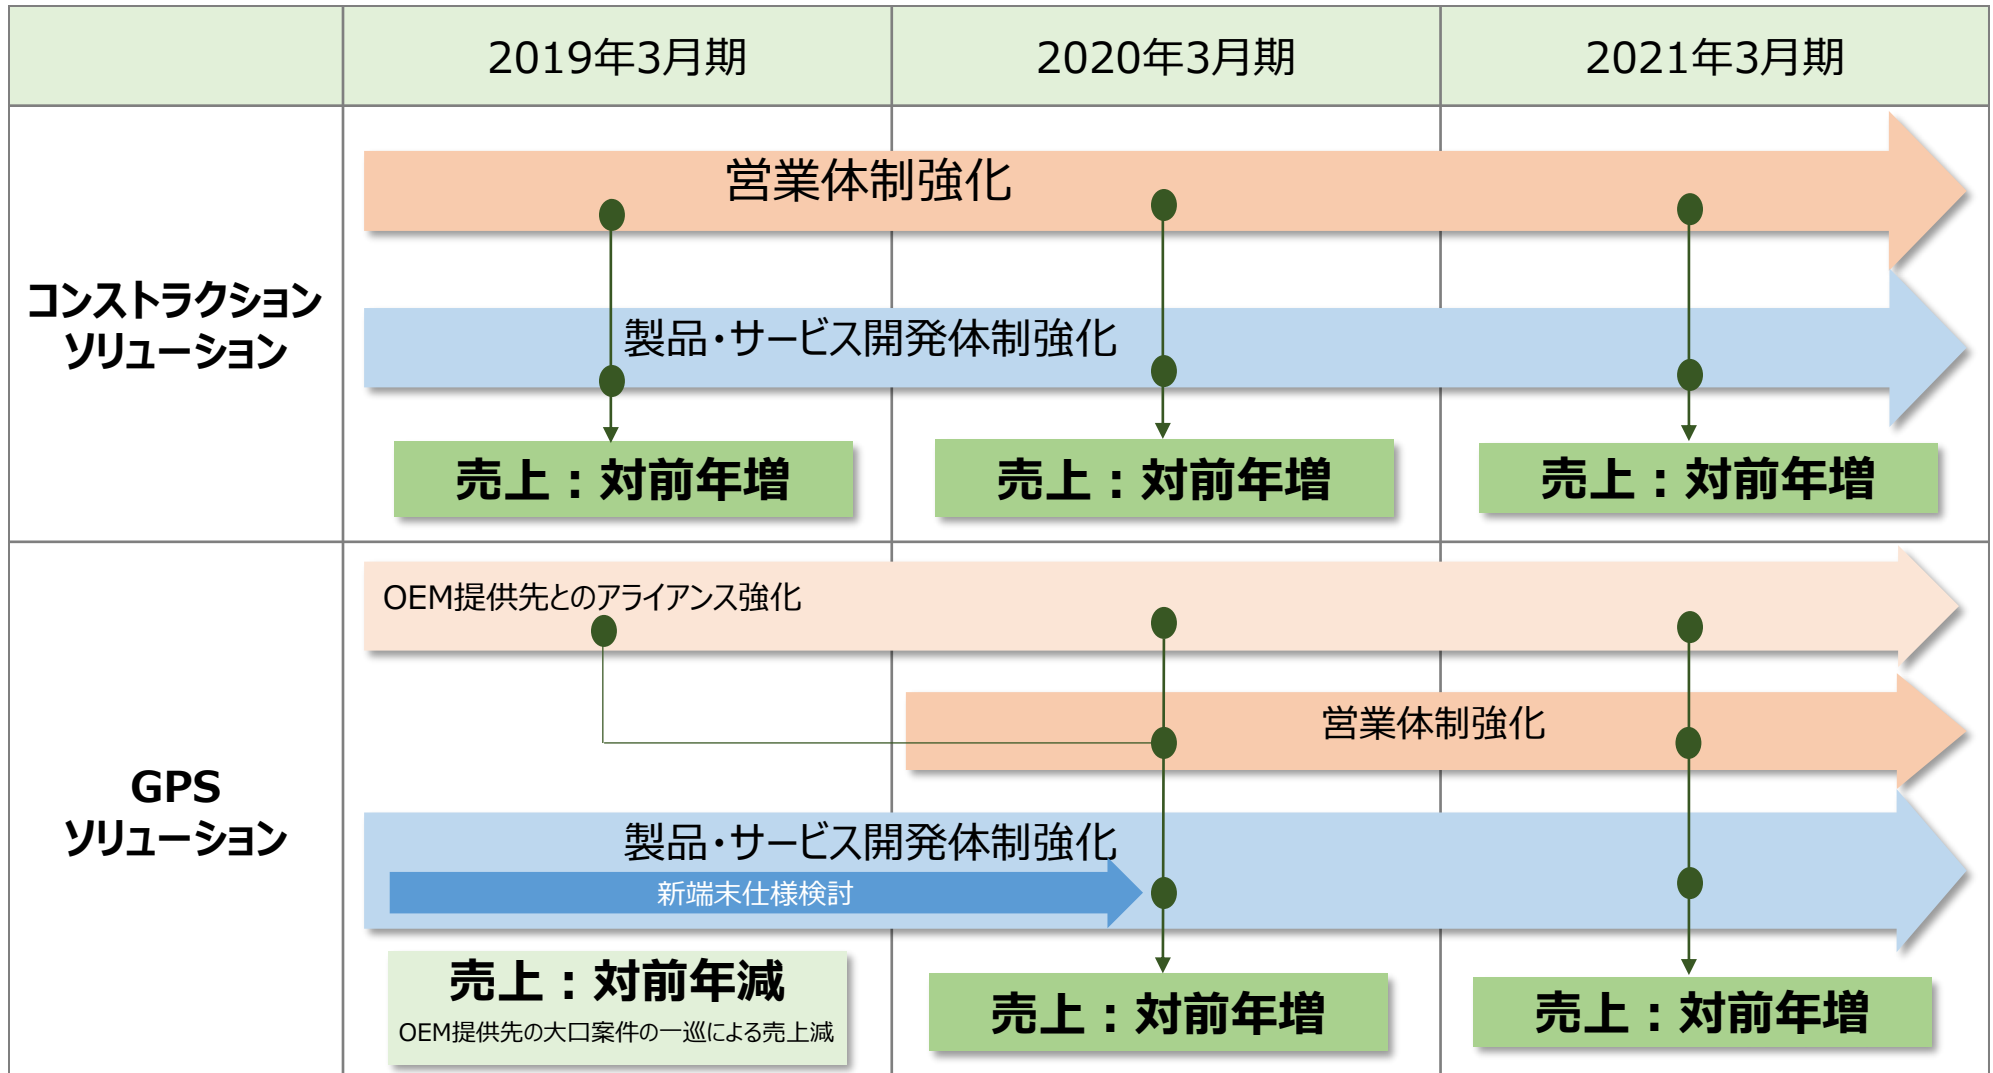 2019年3月期
2020年3月期
2021年3月期
コンストラクション
ソリューション
営業体制強化
製品・サービス開発体制強化
売上：対前年増
売上：対前年増
売上：対前年増
GPS
ソリューション
OEM提供先とのアライアンス強化
営業体制強化
製品・サービス開発体制強化
新端末仕様検討
売上：対前年減
OEM提供先の大口案件の一巡による売上減
売上：対前年増
売上：対前年増